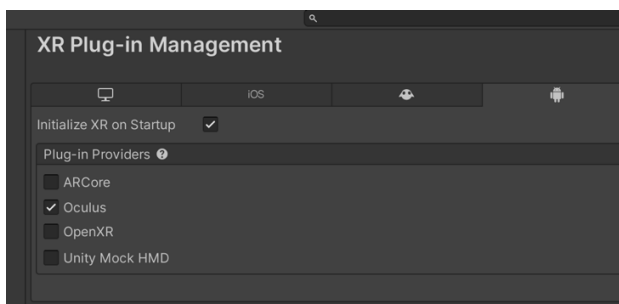 XR Plug-in Management
iOS
Initialize XR on Startup
Plug-in Providers
ARCore
Oculus
OpenXR
Unity Mock HMD